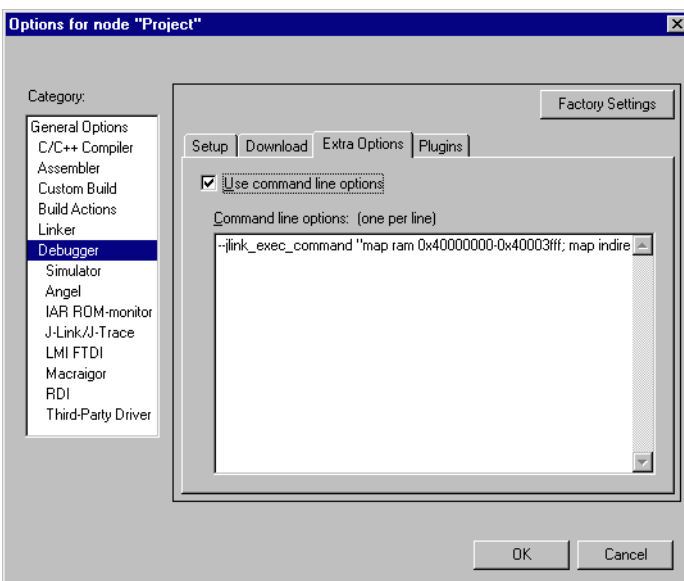 Options for node "Project"
Category:
Factory Settings
General Options
C/C++ Compiler
Assembler
Custom Build
Build Actions
Linker
Debugger
Simulator
Angel
IAR ROM-monitor
J-Link/J-Trace
LMI FTDI
Macraigor
RDI
Third-Party Driver
Setup Download Extra Options Plugins
Use command line options
Command line options: (one per line)
--jlink_exec_command "map ram 0x40000000-0x40003fff; map indire
OK Cancel